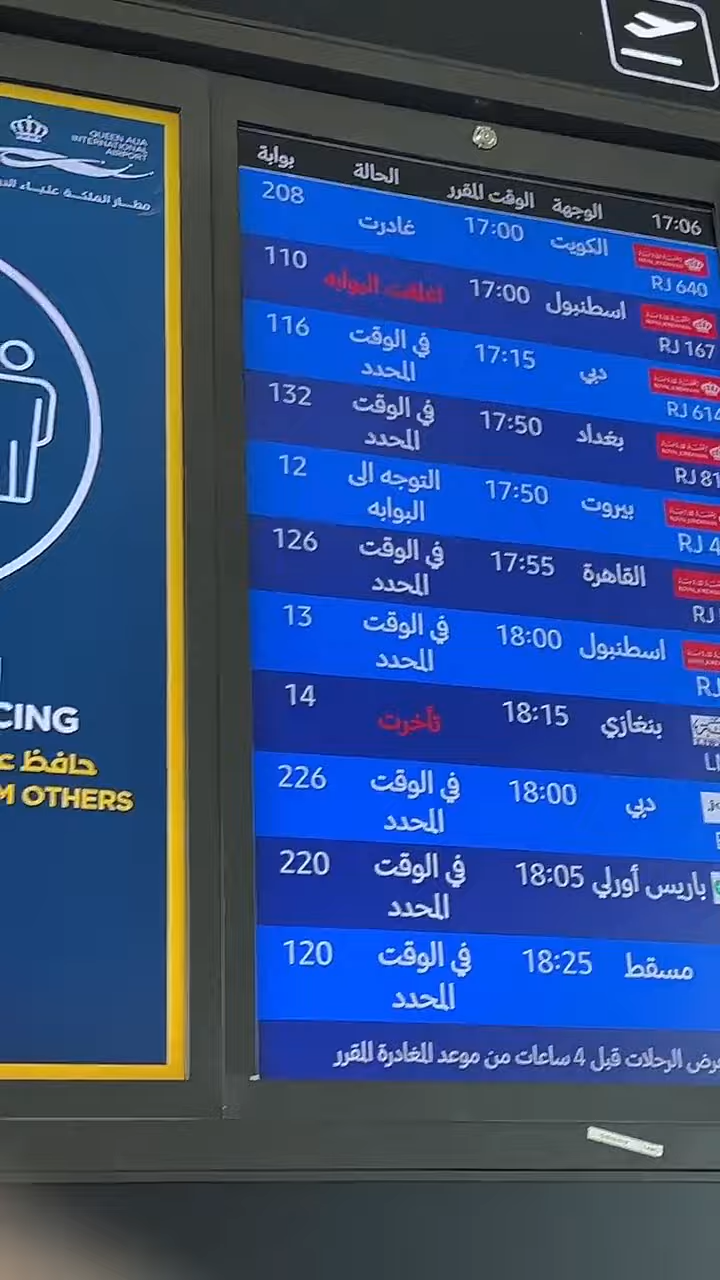 QUEEN ALIA
INTERNATIONAL
AIRPORT
مطار الملكة علياء
CING
حافظ
M OTHERS
17:06 الوجهة الوقت المقرر الحالة بوابة
الكويت 17:00 غادرت 208
RJ 640
اسطنبول 17:00 اغلقت البوابه 110
RJ 167
دبي 17:15 في الوقت المحدد 116
RJ 614
بغداد 17:50 في الوقت المحدد 132
RJ 81
بيروت 17:50 التوجه الى البوابه 12
RJ 4
القاهرة 17:55 في الوقت المحدد 126
RJ
اسطنبول 18:00 في الوقت المحدد 13
RJ
بنغازي 18:15 تأخرت 14
دبي 18:00 في الوقت المحدد 226
باريس أورلي 18:05 في الوقت المحدد 220
مسقط 18:25 في الوقت المحدد 120
الرحلات قبل 4 ساعات من موعد المغادرة المقرر